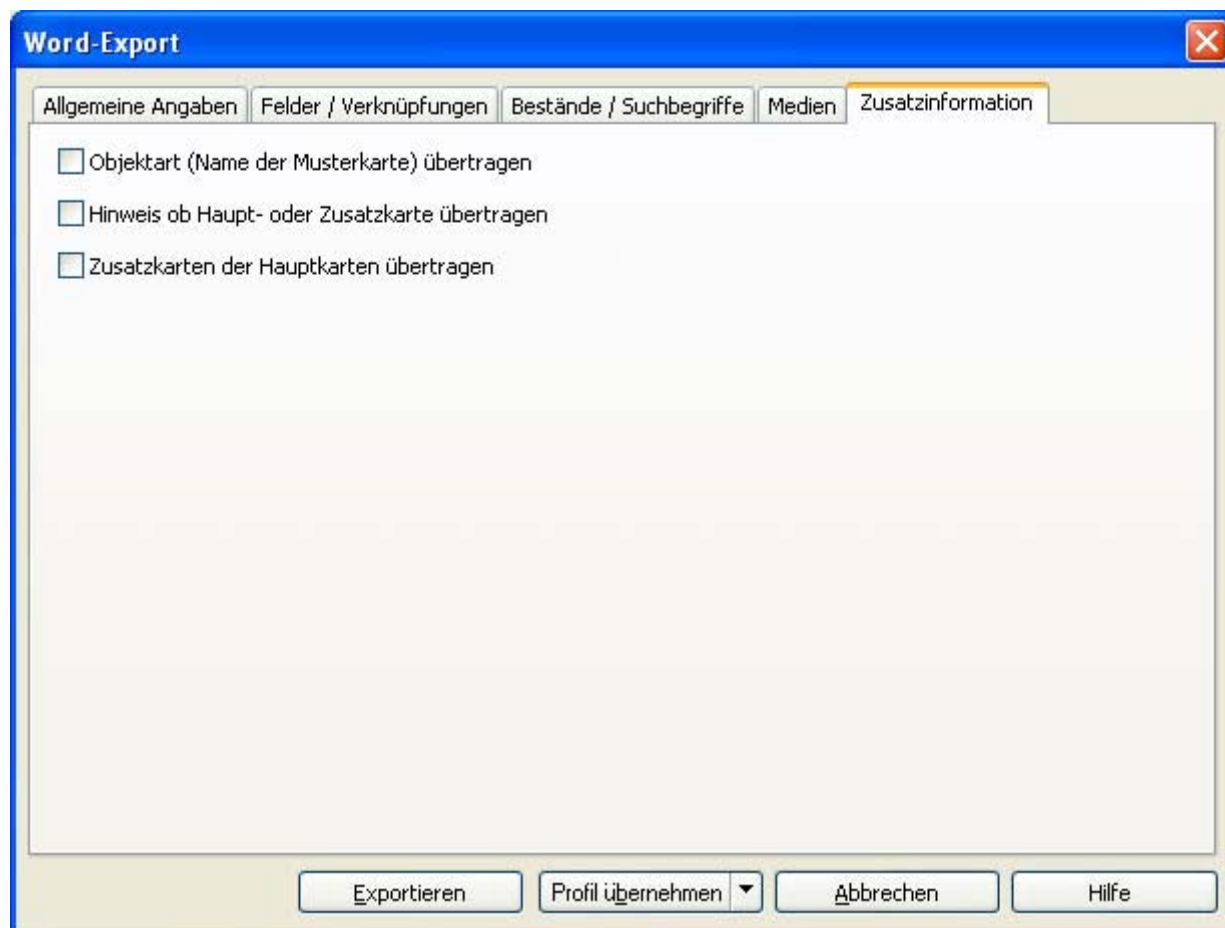 Word-Export
Allgemeine Angaben Felder / Verknüpfungen Bestände / Suchbegriffe Medien Zusatzinformation
Objektart (Name der Musterkarte) übertragen
Hinweis ob Haupt- oder Zusatzkarte übertragen
Zusatzkarten der Hauptkarten übertragen
Exportieren Profil übernehmen Abbrechen Hilfe